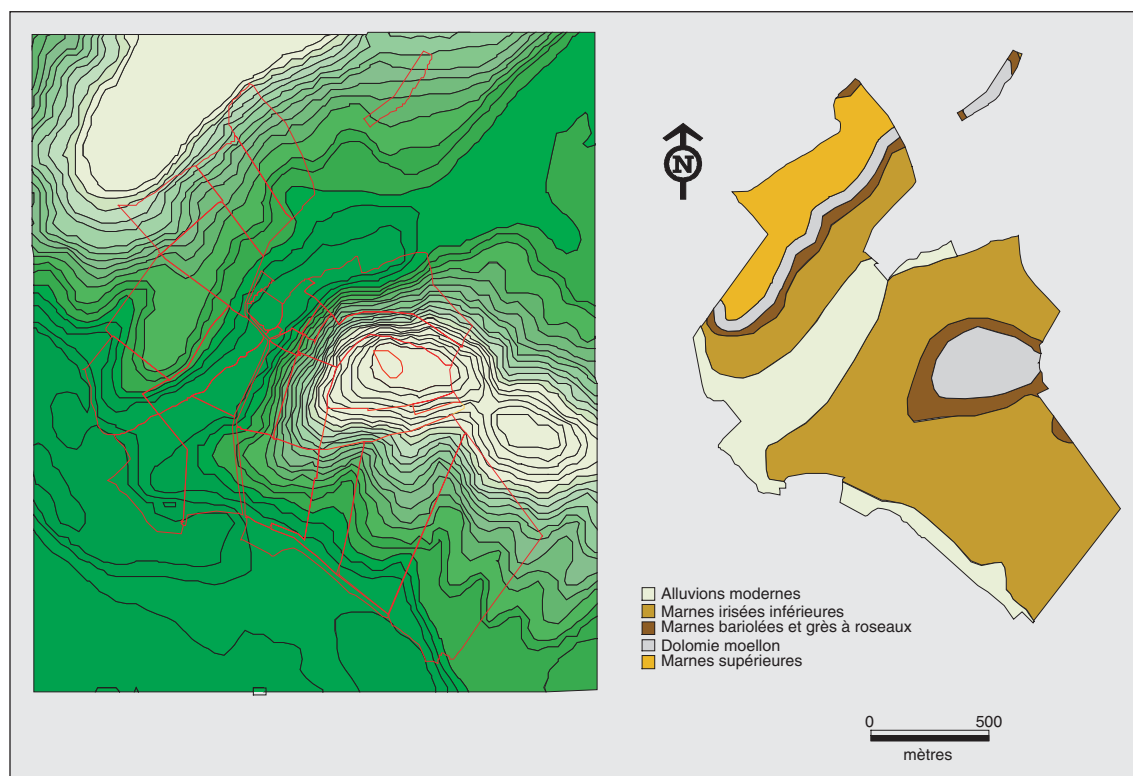 N
Alluvions modernes
Marnes irisées inférieures
Marnes bariolées et grès à roseaux
Dolomie moellon
Marnes supérieures
0 500
mètres